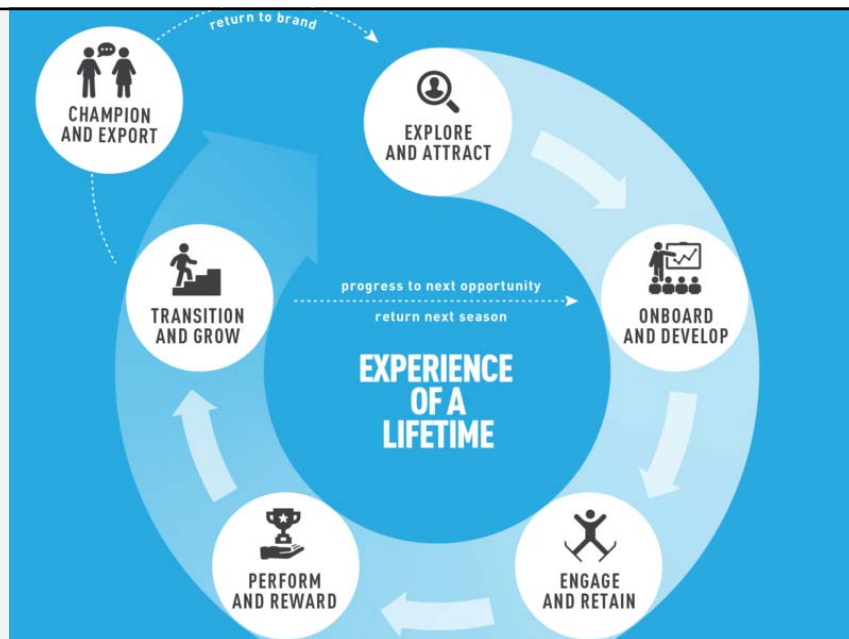 return to brand
CHAMPION
AND EXPORT
EXPLORE
AND ATTRACT
TRANSITION
AND GROW
progress to next opportunity
return next season
ONBOARD
AND DEVELOP
EXPERIENCE
OF A
LIFETIME
PERFORM
AND REWARD
ENGAGE
AND RETAIN